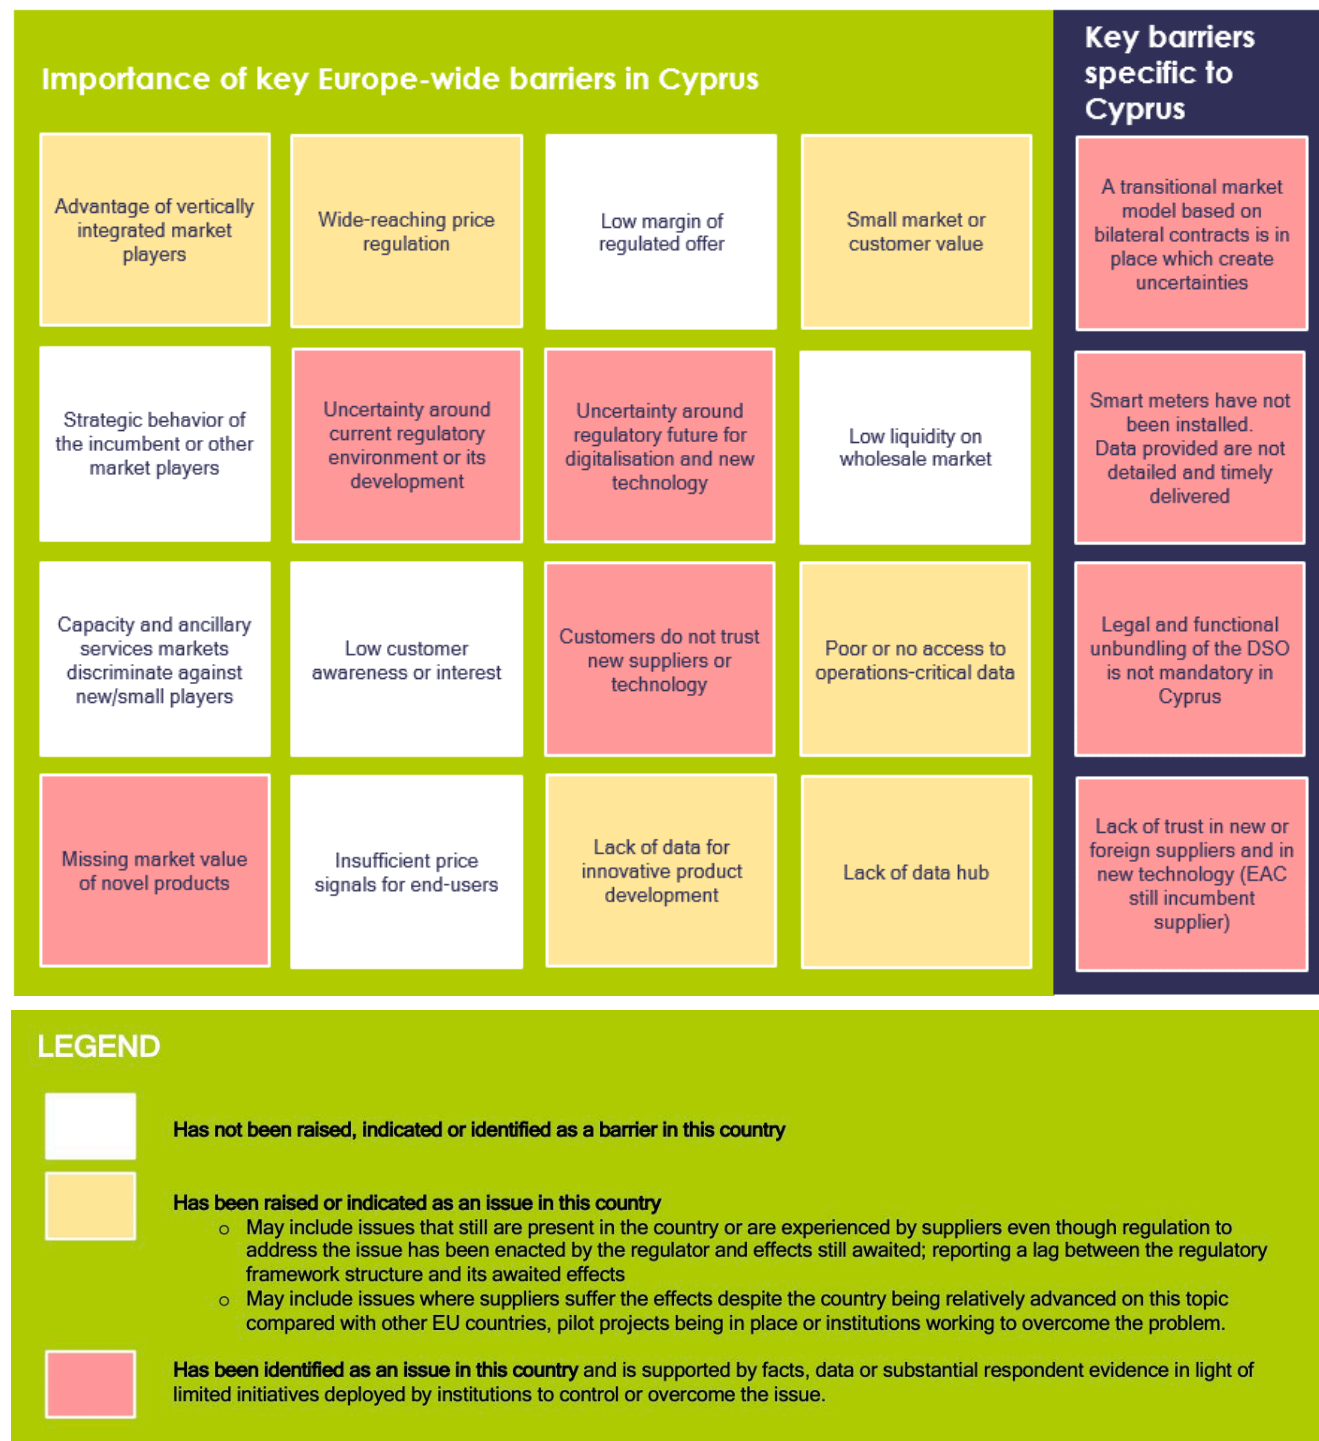 Importance of key Europe-wide barriers in Cyprus
Key barriers
specific to
Cyprus
Advantage of vertically
integrated market
players
Wide-reaching price
regulation
Low margin of
regulated offer
Small market or
customer value
A transitional market
model based on
bilateral contracts is in
place which create
uncertainties
Strategic behavior of
the incumbent or other
market players
Uncertainty around
current regulatory
environment or its
development
Uncertainty around
regulatory future for
digitalisation and new
technology
Low liquidity on
wholesale market
Smart meters have not
been installed.
Data provided are not
detailed and timely
delivered
Capacity and ancillary
services markets
discriminate against
new/small players
Low customer
awareness or interest
Customers do not trust
new suppliers or
technology
Poor or no access to
operations-critical data
Legal and functional
unbundling of the DSO
is not mandatory in
Cyprus
Missing market value
of novel products
Insufficient price
signals for end-users
Lack of data for
innovative product
development
Lack of data hub
Lack of trust in new or
foreign suppliers and in
new technology (EAC
still incumbent
supplier)
LEGEND
Has not been raised, indicated or identified as a barrier in this country
Has been raised or indicated as an issue in this country
o May include issues that still are present in the country or are experienced by suppliers even though regulation to
address the issue has been enacted by the regulator and effects still awaited; reporting a lag between the regulatory
framework structure and its awaited effects
o May include issues where suppliers suffer the effects despite the country being relatively advanced on this topic
compared with other EU countries, pilot projects being in place or institutions working to overcome the problem.
Has been identified as an issue in this country and is supported by facts, data or substantial respondent evidence in light of
limited initiatives deployed by institutions to control or overcome the issue.